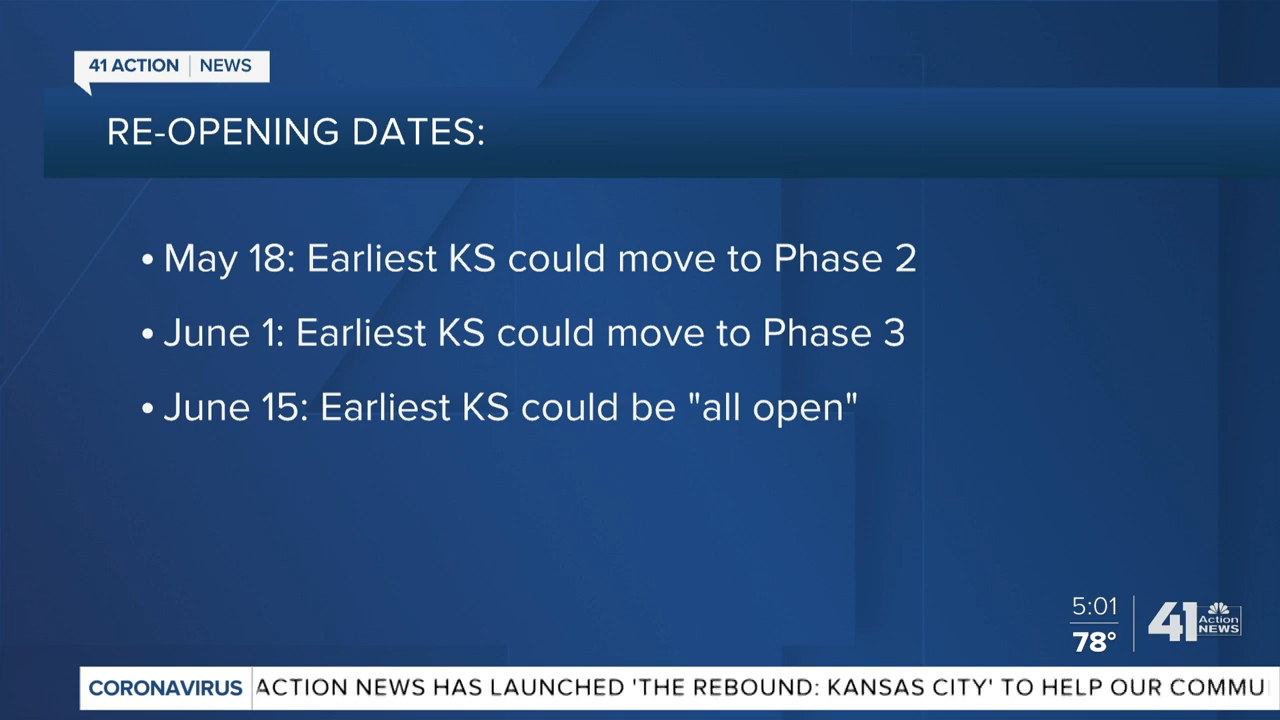 41 ACTION | NEWS
RE-OPENING DATES:
• May 18: Earliest KS could move to Phase 2
• June 1: Earliest KS could move to Phase 3
• June 15: Earliest KS could be "all open"
5:01
78°
41 Action NEWS
CORONAVIRUS
ACTION NEWS HAS LAUNCHED 'THE REBOUND: KANSAS CITY' TO HELP OUR COMMU